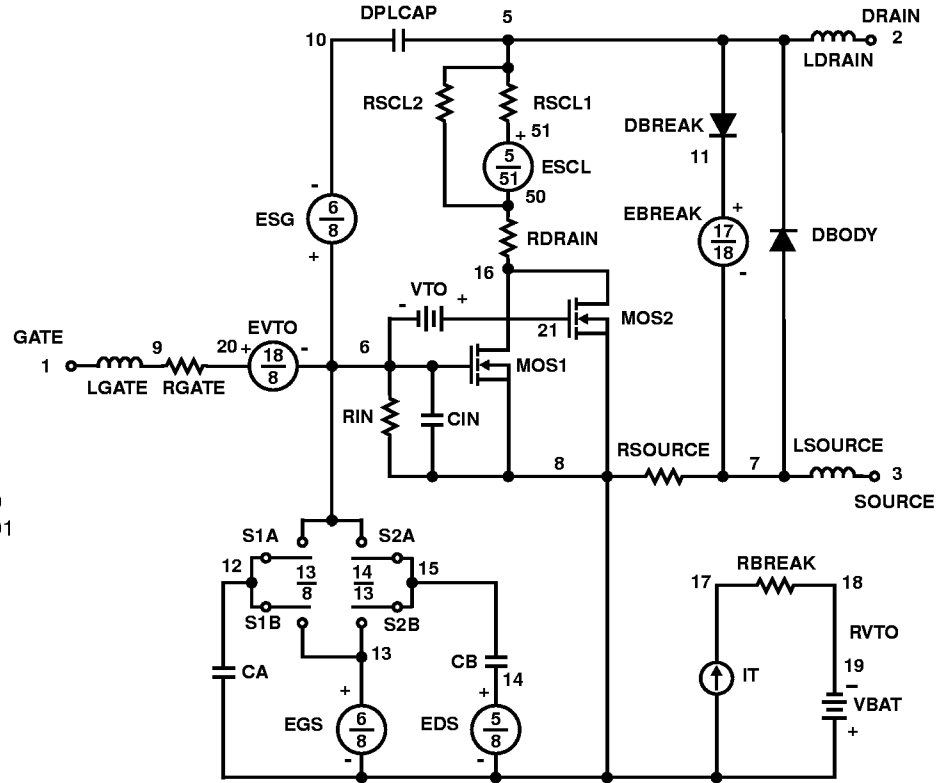 DPLCAP
5
DRAIN
2
10
LDRAIN
RSCL2
RSCL1
+ 51
DBREAK
11
5
51
ESCL
50
-
ESG
6
8
+
EBREAK
+
17
18
-
DBODY
RDRAIN
16
VTO
-
+
21
MOS2
GATE
1
9
LGATE
RGATE
20 +
EVTO
18
8
-
6
MOS1
RIN
CIN
8
RSOURCE
7
LSOURCE
3
SOURCE
01
S1A
S2A
12
13
8
14
13
15
S1B
S2B
13
CA
CB
14
+
EGS
6
8
-
+
EDS
5
8
-
RBREAK
17
18
RVTO
19
IT
-
VBAT
+